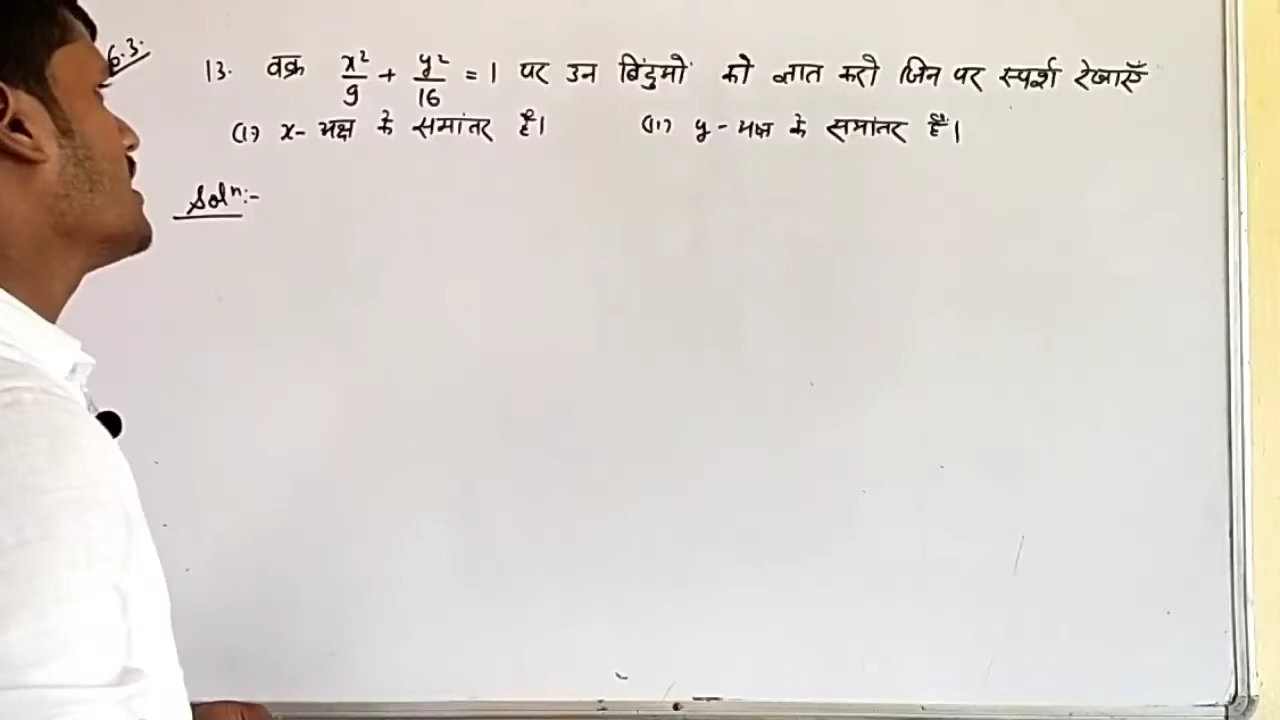 6.3.
13. वक्र x²/9 + y²/16 = 1 पर उन बिंदुओं को ज्ञात करो जिन पर स्पर्श रेखाएँ
(i) x-अक्ष के समांतर है। (ii) y-अक्ष के समांतर हैं।
Solⁿ:-